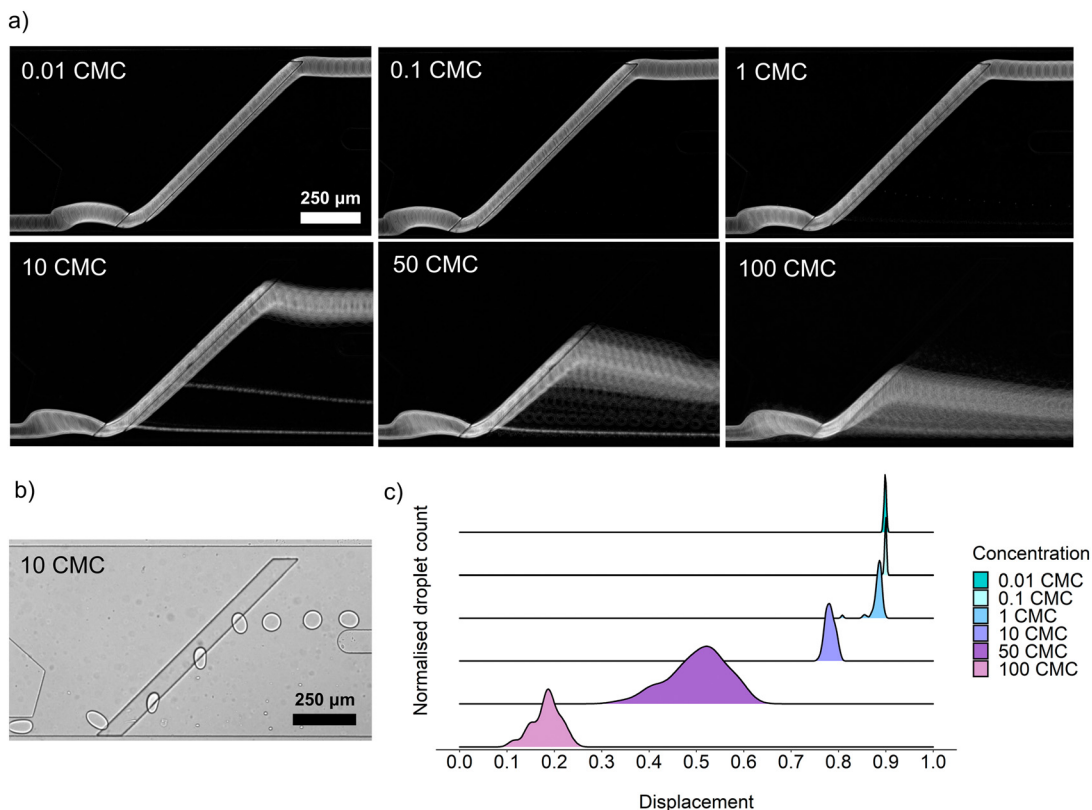 a)
0.01 CMC
0.1 CMC
1 CMC
250 µm
10 CMC
50 CMC
100 CMC
b)
10 CMC
250 µm
c)
Normalised droplet count
Concentration
0.01 CMC
0.1 CMC
1 CMC
10 CMC
50 CMC
100 CMC
0.0 0.1 0.2 0.3 0.4 0.5 0.6 0.7 0.8 0.9 1.0
Displacement